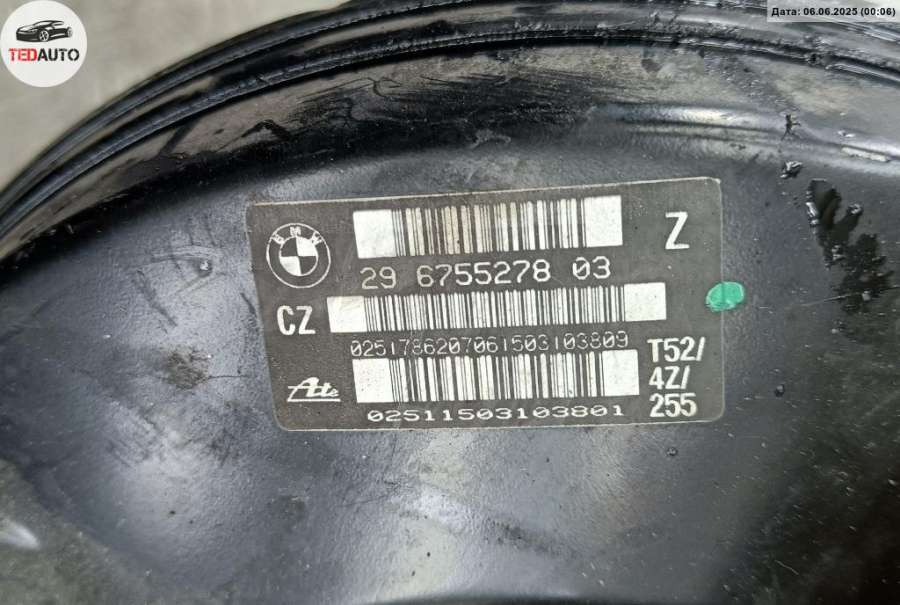 TEDAUTO
Дата: 06.06.2025 (00:06)
BMW
Z
29 6755278 03
CZ
0251786207061503103809
T52/
4Z/
255
Ate
02511503103801